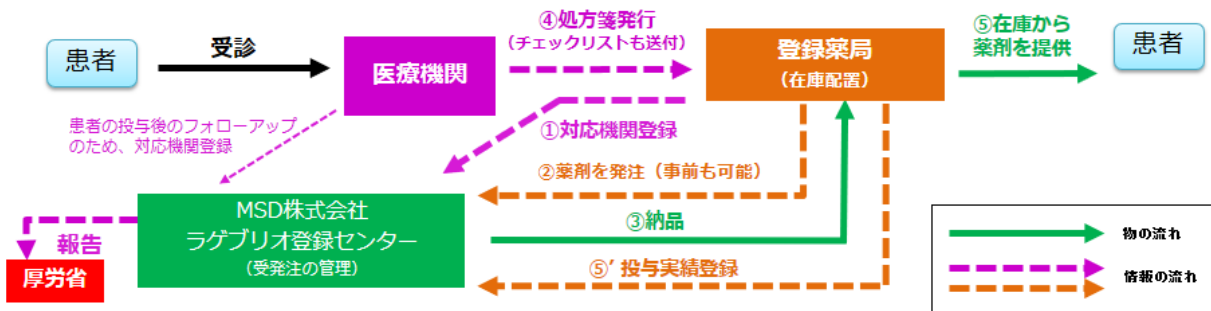 患者
受診
医療機関
④処方箋発行
（チェックリストも送付）
登録薬局
（在庫配置）
⑤在庫から
薬剤を提供
患者
患者の投与後のフォローアップ
のため、対応機関登録
①対応機関登録
②薬剤を発注（事前も可能）
MSD株式会社
ラゲブリオ登録センター
（受発注の管理）
③納品
⑤’投与実績登録
報告
厚労省
物の流れ
情報の流れ